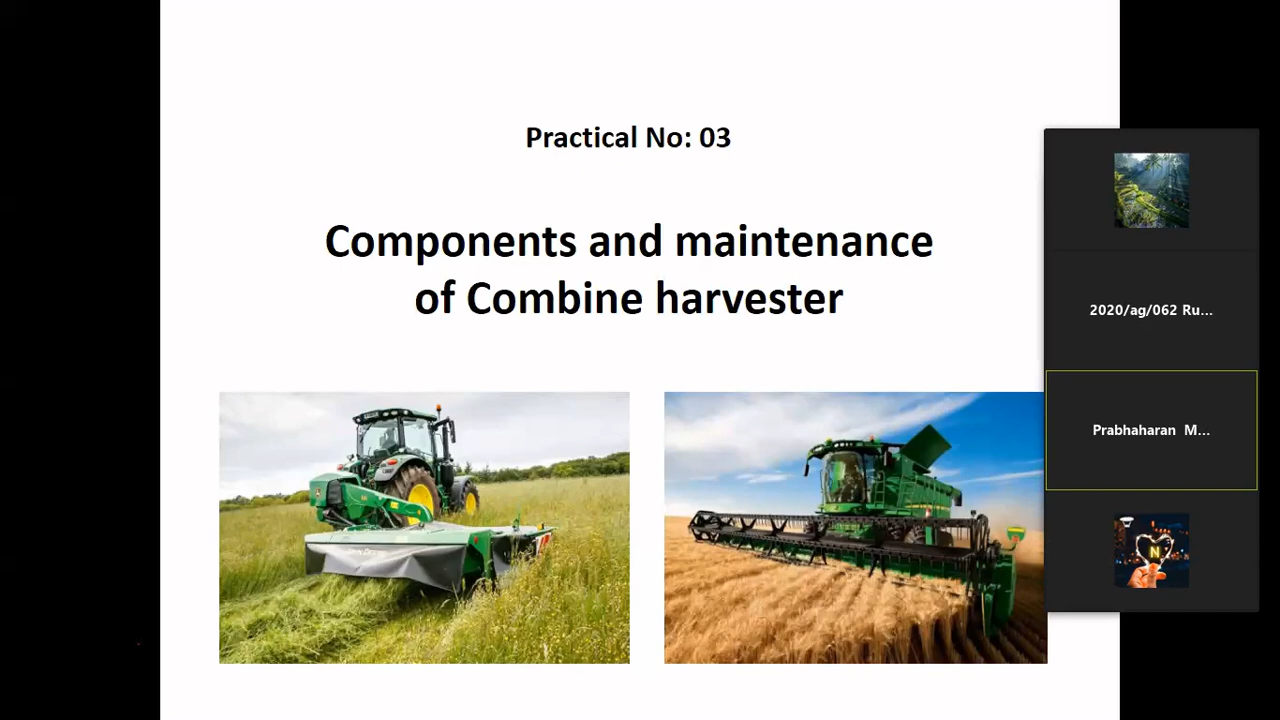 Practical No: 03
Components and maintenance
of Combine harvester
2020/ag/062 Ru...
Prabhaharan M...
N